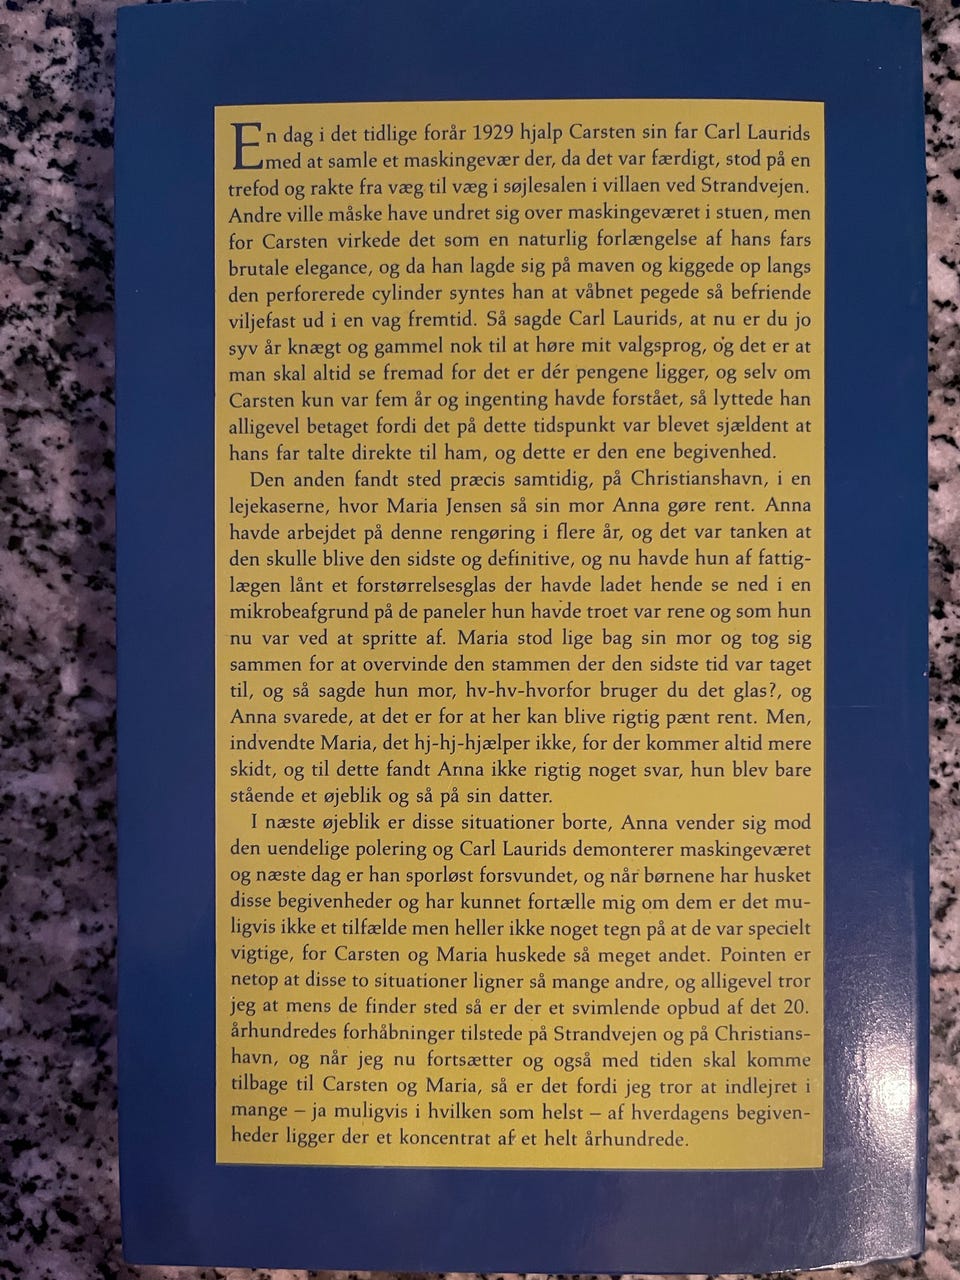 En dag i det tidlige forår 1929 hjalp Carsten sin far Carl Laurids
med at samle et maskingevær der, da det var færdigt, stod på en
trefod og rakte fra væg til væg i søjlesalen i villaen ved Strandvejen.
Andre ville måske have undret sig over maskingeværet i stuen, men
for Carsten virkede det som en naturlig forlængelse af hans fars
brutale elegance, og da han lagde sig på maven og kiggede op langs
den perforerede cylinder syntes han at våbnet pegede så befriende
viljefast ud i en vag fremtid. Så sagde Carl Laurids, at nu er du jo
syv år knægt og gammel nok til at høre mit valgsprog, og det er at
man skal altid se fremad for det er dér pengene ligger, og selv om
Carsten kun var fem år og ingenting havde forstået, så lyttede han
alligevel betaget fordi det på dette tidspunkt var blevet sjældent at
hans far talte direkte til ham, og dette er den ene begivenhed.
Den anden fandt sted præcis samtidig, på Christianshavn, i en
lejekaserne, hvor Maria Jensen så sin mor Anna gøre rent. Anna
havde arbejdet på denne rengøring i flere år, og det var tanken at
den skulle blive den sidste og definitive, og nu havde hun af fattig-
lægen lånt et forstørrelsesglas der havde ladet hende se ned i en
mikrobeafgrund på de paneler hun havde troet var rene og som hun
nu var ved at spritte af. Maria stod lige bag sin mor og tog sig
sammen for at overvinde den stammen der den sidste tid var taget
til, og så sagde hun mor, hv-hv-hvorfor bruger du det glas?, og
Anna svarede, at det er for at her kan blive rigtig pænt rent. Men,
indvendte Maria, det hj-hj-hjælper ikke, for der kommer altid mere
skidt, og til dette fandt Anna ikke rigtig noget svar, hun blev bare
stående et øjeblik og så på sin datter.
I næste øjeblik er disse situationer borte, Anna vender sig mod
den uendelige polering og Carl Laurids demonterer maskingeværet
og næste dag er han sporløst forsvundet, og når børnene har husket
disse begivenheder og har kunnet fortælle mig om dem er det mu-
ligvis ikke et tilfælde men heller ikke noget tegn på at de var specielt
vigtige, for Carsten og Maria huskede så meget andet. Pointen er
netop at disse to situationer ligner så mange andre, og alligevel tror
jeg at mens de finder sted så er der et svimlende opbud af det 20.
århundredes forhåbninger tilstede på Strandvejen og på Christians-
havn, og når jeg nu fortsætter og også med tiden skal komme
tilbage til Carsten og Maria, så er det fordi jeg tror at indlejret i
mange – ja muligvis i hvilken som helst – af hverdagens begiven-
heder ligger der et koncentrat af et helt århundrede.